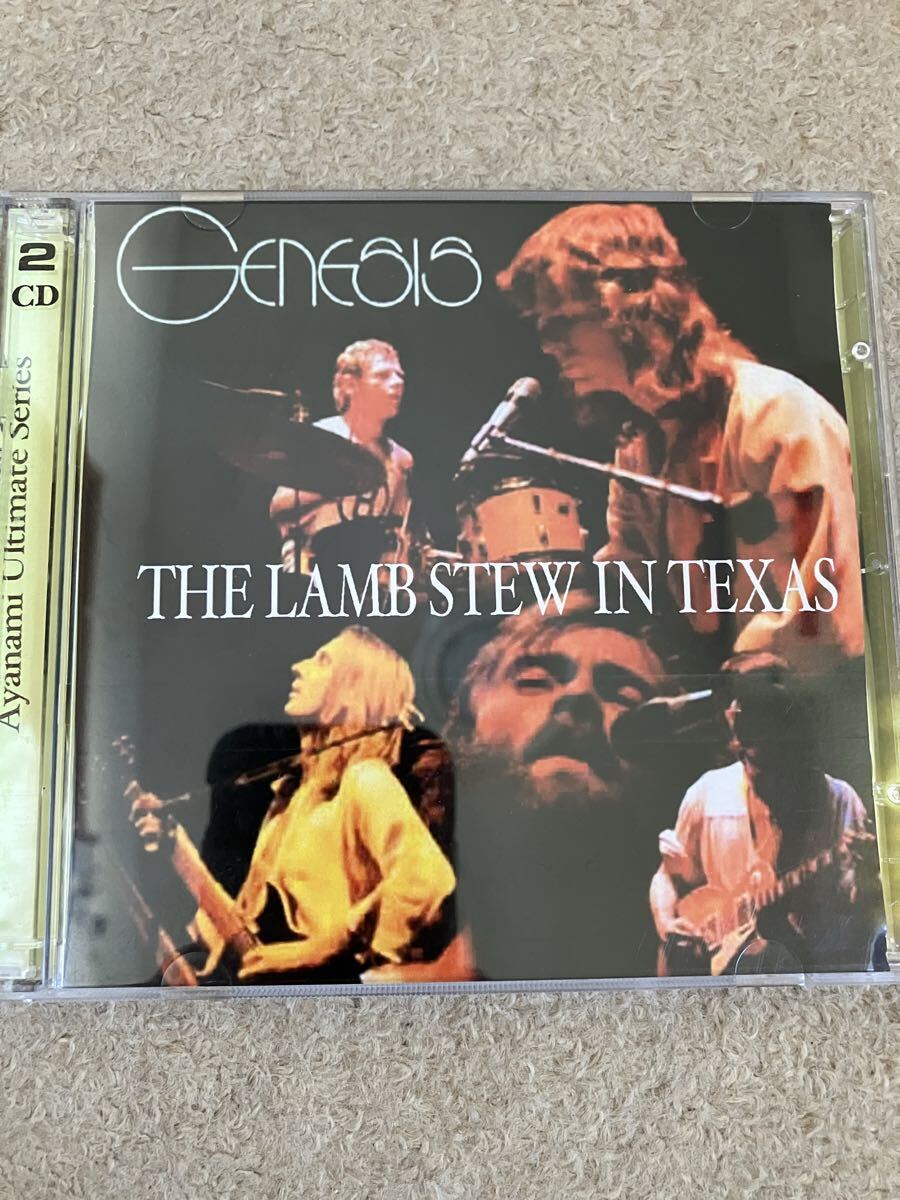 2
CD
Ayanami Ultimate Series
GENESIS
THE LAMB STEW IN TEXAS